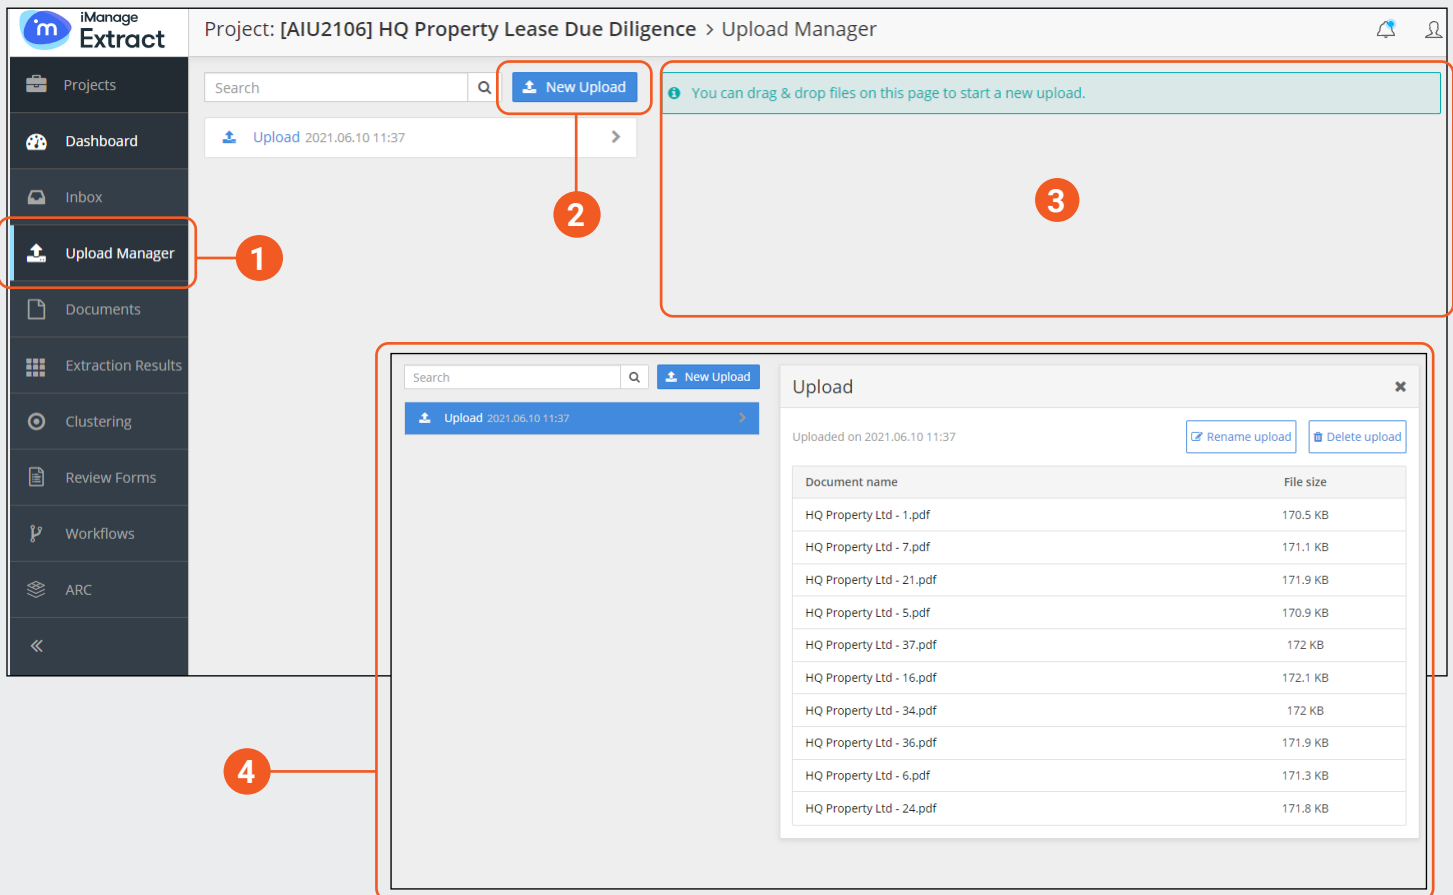 iManage
Extract
Project: [AIU2106] HQ Property Lease Due Diligence > Upload Manager
Projects
Dashboard
Inbox
Upload Manager
Documents
Extraction Results
Clustering
Review Forms
Workflows
ARC
Search
New Upload
Upload 2021.06.10 11:37
You can drag & drop files on this page to start a new upload.
1
2
3
4
Search
New Upload
Upload 2021.06.10 11:37
Upload
Uploaded on 2021.06.10 11:37
Rename upload
Delete upload
Document name File size
HQ Property Ltd - 1.pdf 170.5 KB
HQ Property Ltd - 7.pdf 171.1 KB
HQ Property Ltd - 21.pdf 171.9 KB
HQ Property Ltd - 5.pdf 170.9 KB
HQ Property Ltd - 37.pdf 172 KB
HQ Property Ltd - 16.pdf 172.1 KB
HQ Property Ltd - 34.pdf 172 KB
HQ Property Ltd - 36.pdf 171.9 KB
HQ Property Ltd - 6.pdf 171.3 KB
HQ Property Ltd - 24.pdf 171.8 KB